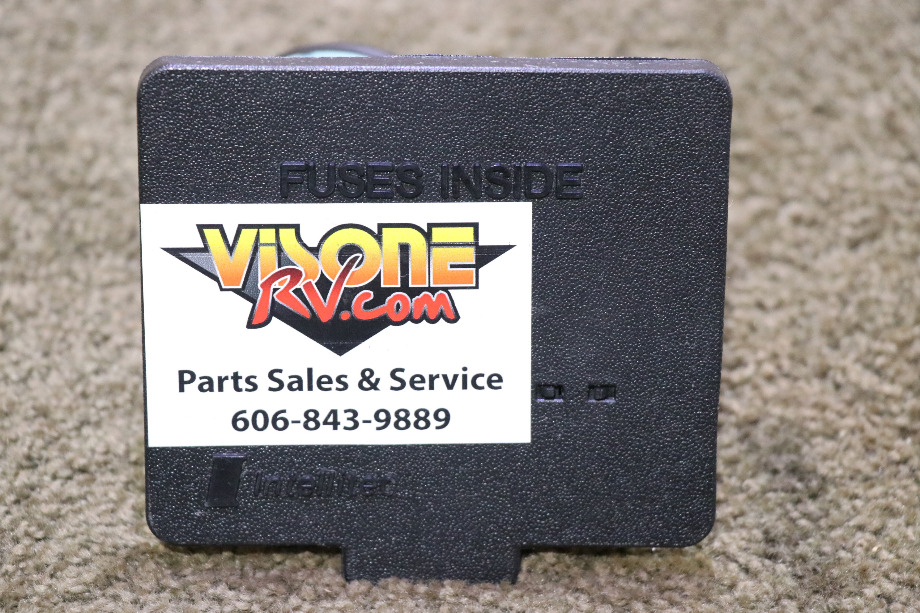 FUSES INSIDE
VISONE
RV.com
Parts Sales & Service
606-843-9889
Intellitec